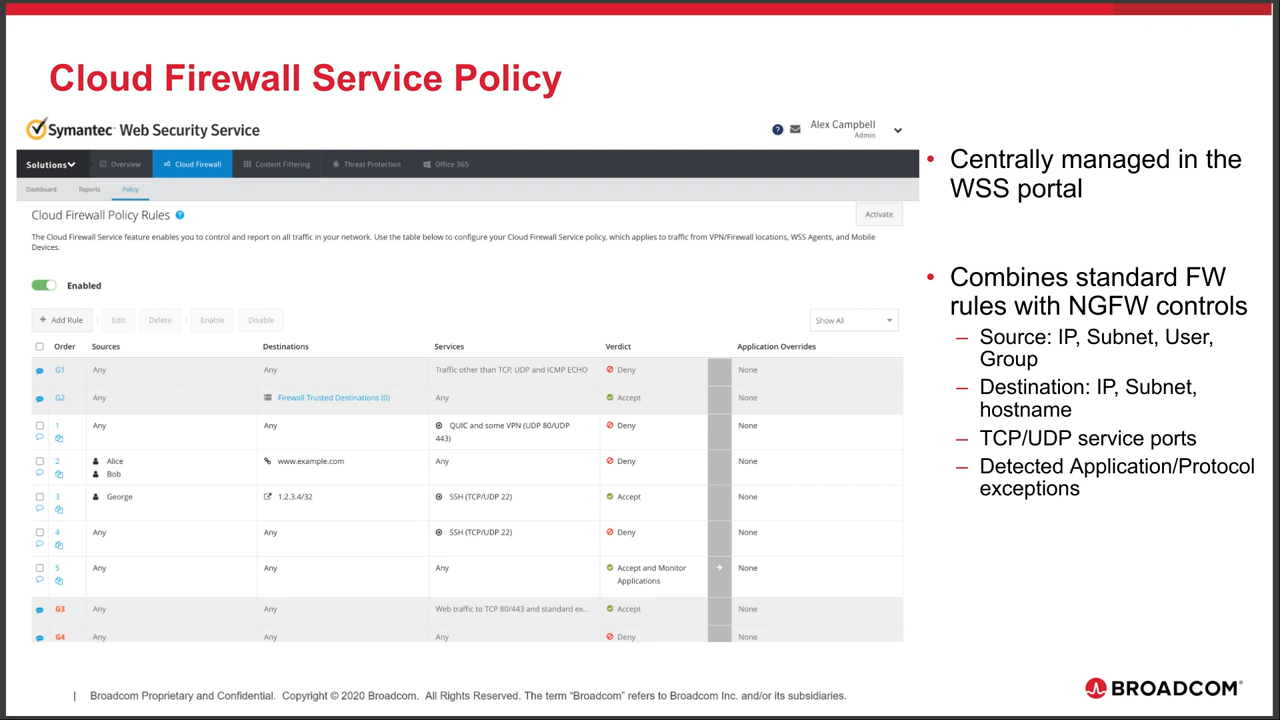 Cloud Firewall Service Policy
Symantec™ Web Security Service
Alex Campbell
Admin
Solutions
Overview
Cloud Firewall
Content Filtering
Threat Protection
Office 365
Dashboard
Reports
Policy
Cloud Firewall Policy Rules
Activate
The Cloud Firewall Service feature enables you to control and report on all traffic in your network. Use the table below to configure your Cloud Firewall Service policy, which applies to traffic from VPN/Firewall locations, WSS Agents, and Mobile
Devices.
Enabled
+ Add Rule
Edit
Delete
Enable
Disable
Show All
Order Sources Destinations Services Verdict Application Overrides
G1 Any Any Traffic other than TCP, UDP and ICMP ECHO Deny None
G2 Any Firewall Trusted Destinations (0) Any Accept None
1 Any Any QUIC and some VPN (UDP 80/UDP Deny None
443)
2 Alice www.example.com Any Deny None
Bob
3 George 1.2.3.4/32 SSH (TCP/UDP 22) Accept None
4 Any Any SSH (TCP/UDP 22) Deny None
5 Any Any Any Accept and Monitor None
Applications
G3 Any Any Web traffic to TCP 80/443 and standard ex... Accept None
G4 Any Any Any Deny None
• Centrally managed in the
WSS portal
• Combines standard FW
rules with NGFW controls
– Source: IP, Subnet, User,
Group
– Destination: IP, Subnet,
hostname
– TCP/UDP service ports
– Detected Application/Protocol
exceptions
| Broadcom Proprietary and Confidential. Copyright © 2020 Broadcom. All Rights Reserved. The term “Broadcom” refers to Broadcom Inc. and/or its subsidiaries.
BROADCOM®